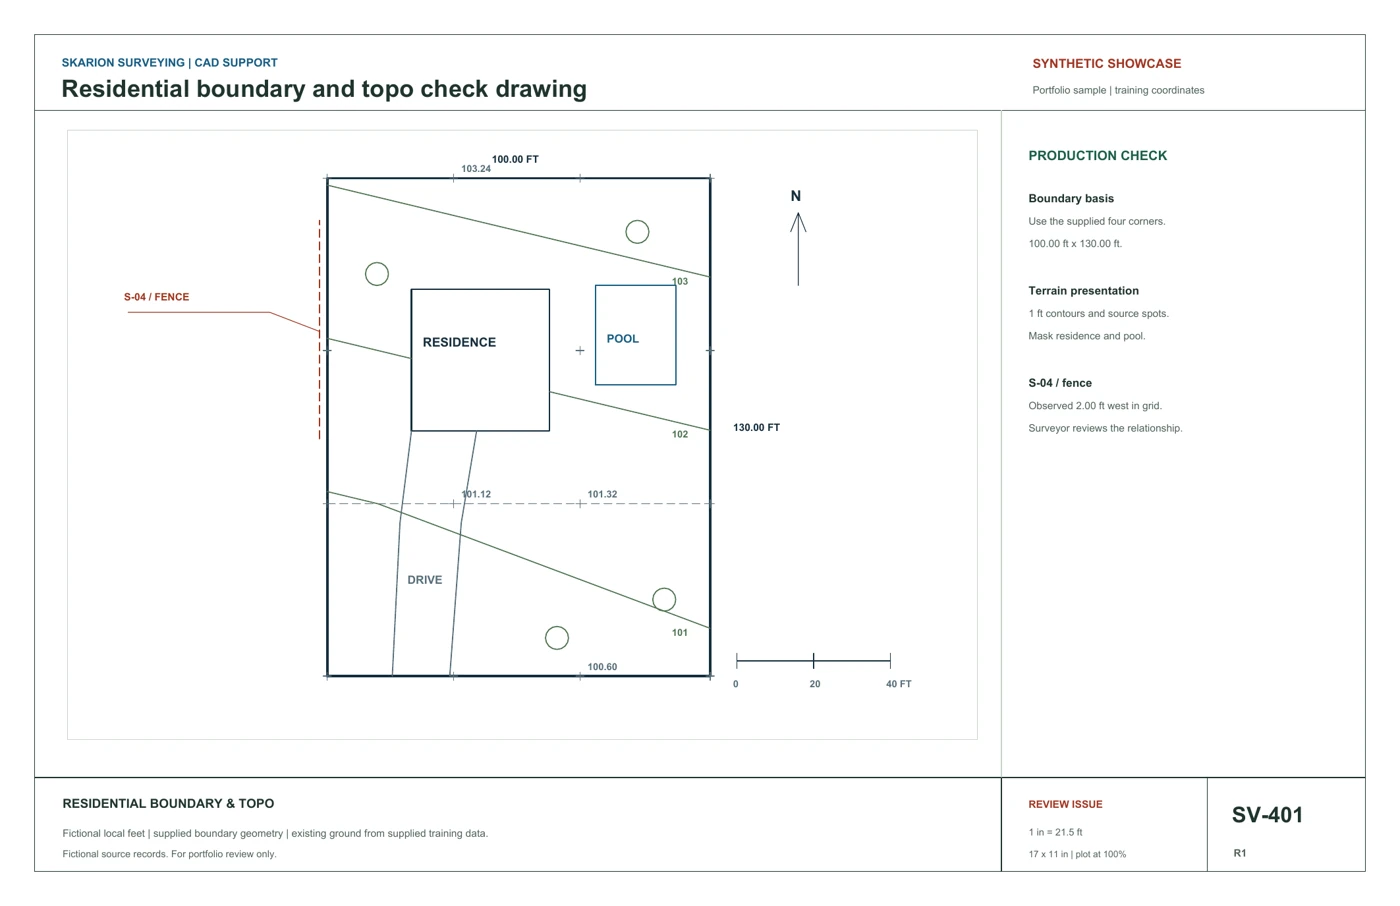 SKARION SURVEYING | CAD SUPPORT
Residential boundary and topo check drawing
SYNTHETIC SHOWCASE
Portfolio sample | training coordinates
100.00 FT
103.24
N
103
S-04 / FENCE
RESIDENCE
POOL
102
130.00 FT
101.12
101.32
DRIVE
101
100.60
0
20
40 FT
PRODUCTION CHECK
Boundary basis
Use the supplied four corners.
100.00 ft x 130.00 ft.
Terrain presentation
1 ft contours and source spots.
Mask residence and pool.
S-04 / fence
Observed 2.00 ft west in grid.
Surveyor reviews the relationship.
RESIDENTIAL BOUNDARY & TOPO
Fictional local feet | supplied boundary geometry | existing ground from supplied training data.
Fictional source records. For portfolio review only.
REVIEW ISSUE
1 in = 21.5 ft
17 x 11 in | plot at 100%
SV-401
R1